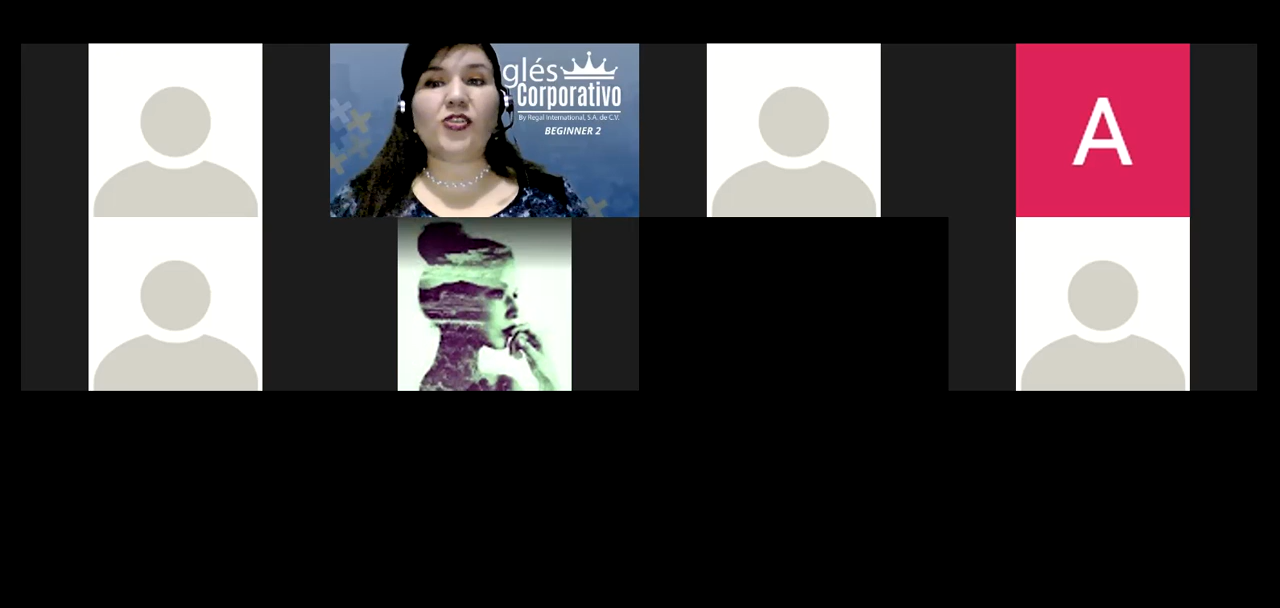 glés
Corporativo
By Regal International, S.A. de C.V.
BEGINNER 2
A